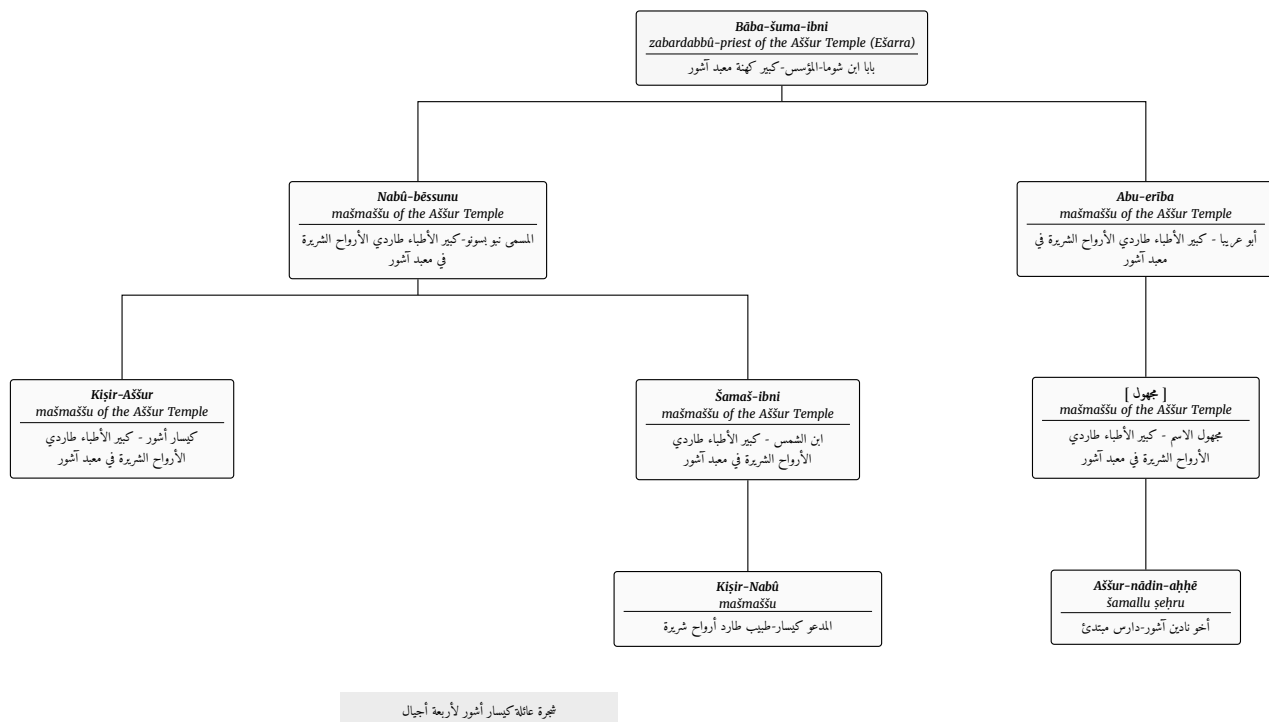 Bāba-šuma-ibni
zabardabbû-priest of the Aššur Temple (Ešarra)
بابا ابن شوما-المؤسس-كبير كهنة معبد آشور
Nabû-bēssunu
mašmaššu of the Aššur Temple
المسمى نبو بسونو-كبير الأطباء طاردي الأرواح الشريرة
في معبد آشور
Abu-erība
mašmaššu of the Aššur Temple
أبو عريبا - كبير الأطباء طاردي الأرواح الشريرة في
معبد آشور
Kiṣir-Aššur
mašmaššu of the Aššur Temple
كيسار أشور - كبير الأطباء طاردي
الأرواح الشريرة في معبد آشور
Šamaš-ibni
mašmaššu of the Aššur Temple
ابن الشمس - كبير الأطباء طاردي
الأرواح الشريرة في معبد آشور
[ مجهول ]
mašmaššu of the Aššur Temple
مجهول الاسم - كبير الأطباء طاردي
الأرواح الشريرة في معبد آشور
Kiṣir-Nabû
mašmaššu
المدعو كيسار-طبيب طارد أرواح شريرة
Aššur-nādin-aḫḫē
šamallu ṣeḫru
أخو نادين آشور-دارس مبتدئ
شجرة عائلة كيسار أشور لأربعة أجيال